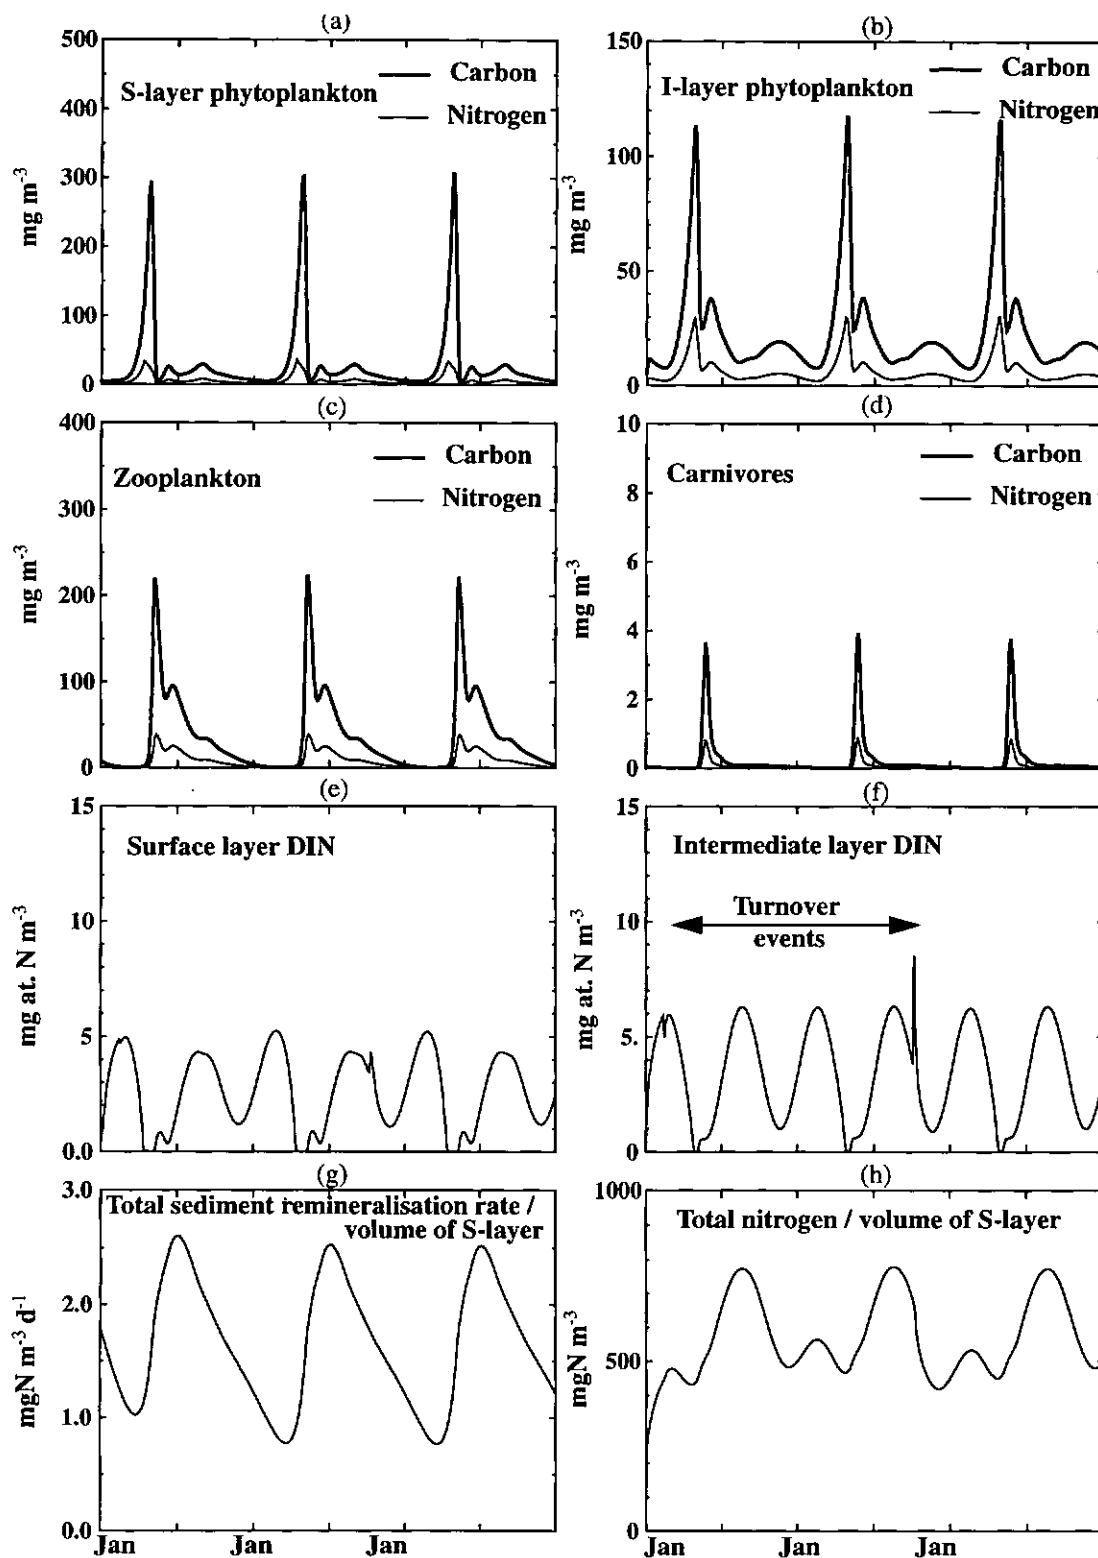 (a)
500
400
300
200
100
0
mg m-3
S-layer phytoplankton
Carbon
Nitrogen
(b)
150
100
50
0
mg m-3
I-layer phytoplankton
Carbon
Nitrogen
(c)
400
300
200
100
0
mg m-3
Zooplankton
Carbon
Nitrogen
(d)
10
8
6
4
2
0
mg m-3
Carnivores
Carbon
Nitrogen
(e)
15
10
5
0.0
mg at. N m-3
Surface layer DIN
(f)
15
10
5.
0
mg at. N m-3
Intermediate layer DIN
Turnover
events
(g)
3.0
2.0
1.0
0.0
mgN m-3 d-1
Total sediment remineralisation rate /
volume of S-layer
Jan Jan Jan
(h)
1000
500
0
mgN m-3
Total nitrogen / volume of S-layer
Jan Jan Jan